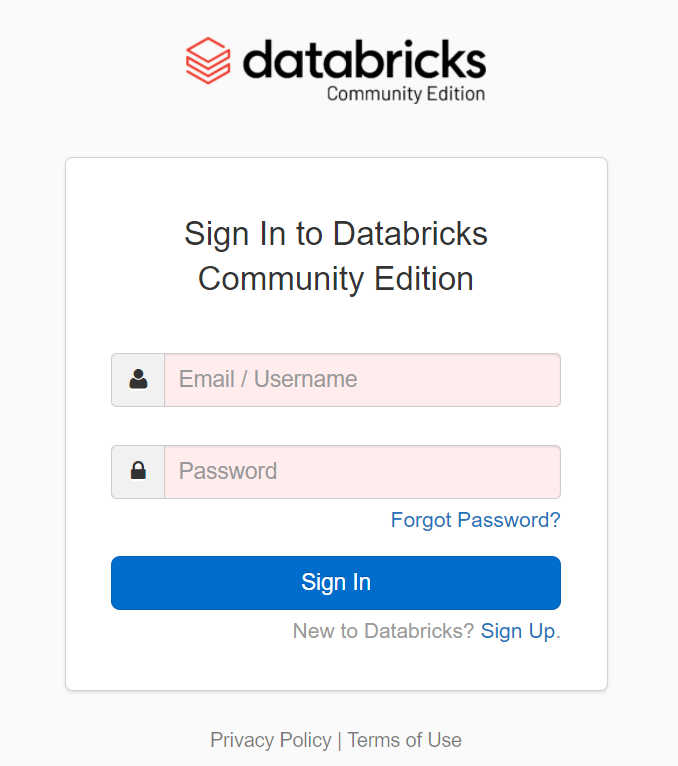 databricks
Community Edition
Sign In to Databricks
Community Edition
Email / Username
Password
Forgot Password?
Sign In
New to Databricks? Sign Up.
Privacy Policy | Terms of Use